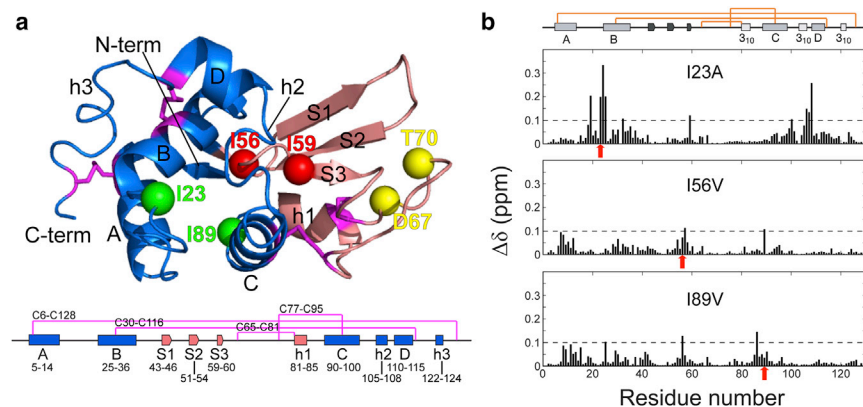 a
N-term
D
h3
h2
S1
S2
S3
B
I56
I59
T70
I23
D67
I89
h1
C-term
A
C
C6-C128
C30-C116
C77-C95
C65-C81
A B S1 S2 S3 h1 C h2 D h3
5-14 25-36 43-46 51-54 59-60 81-85 90-100 105-108 110-115 122-124
b
A B 3₁₀ C 3₁₀ D 3₁₀
I23A
0.3
0.2
0.1
0
I56V
0.3
0.2
0.1
0
I89V
0.3
0.2
0.1
0
Δδ (ppm)
0 20 40 60 80 100 120
Residue number